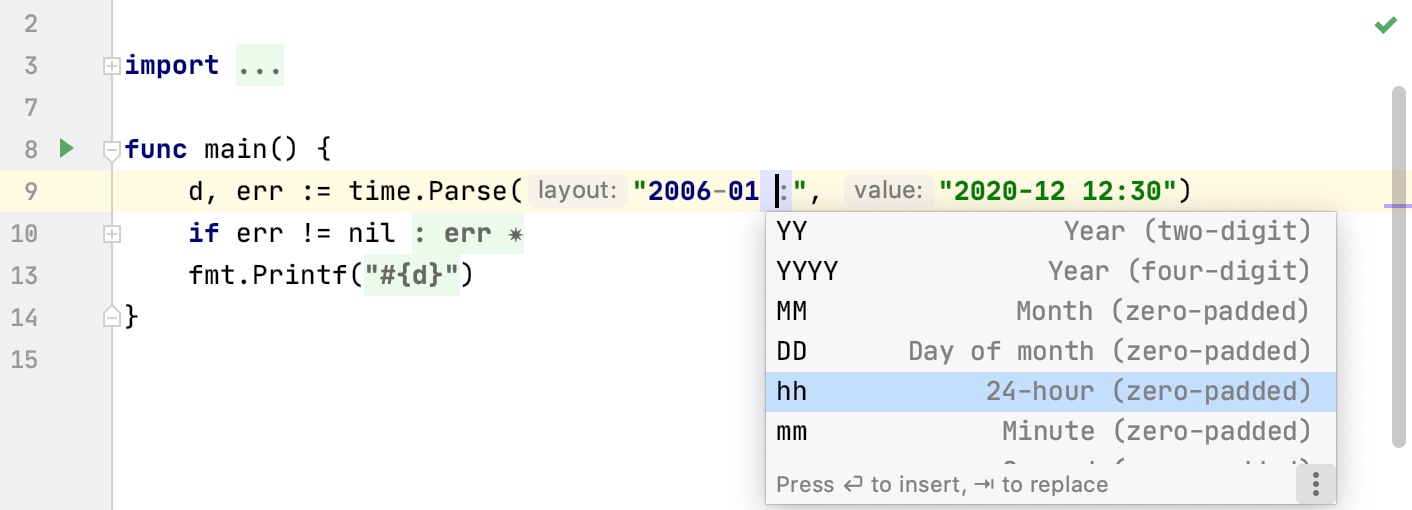 2
3 import ...
7
8 func main() {
9 d, err := time.Parse( layout: "2006-01 :", value: "2020-12 12:30")
10 if err != nil : err ✷
13 fmt.Printf("#{d}")
14 }
15
YY Year (two-digit)
YYYY Year (four-digit)
MM Month (zero-padded)
DD Day of month (zero-padded)
hh 24-hour (zero-padded)
mm Minute (zero-padded)
Press ↵ to insert, ⇥ to replace